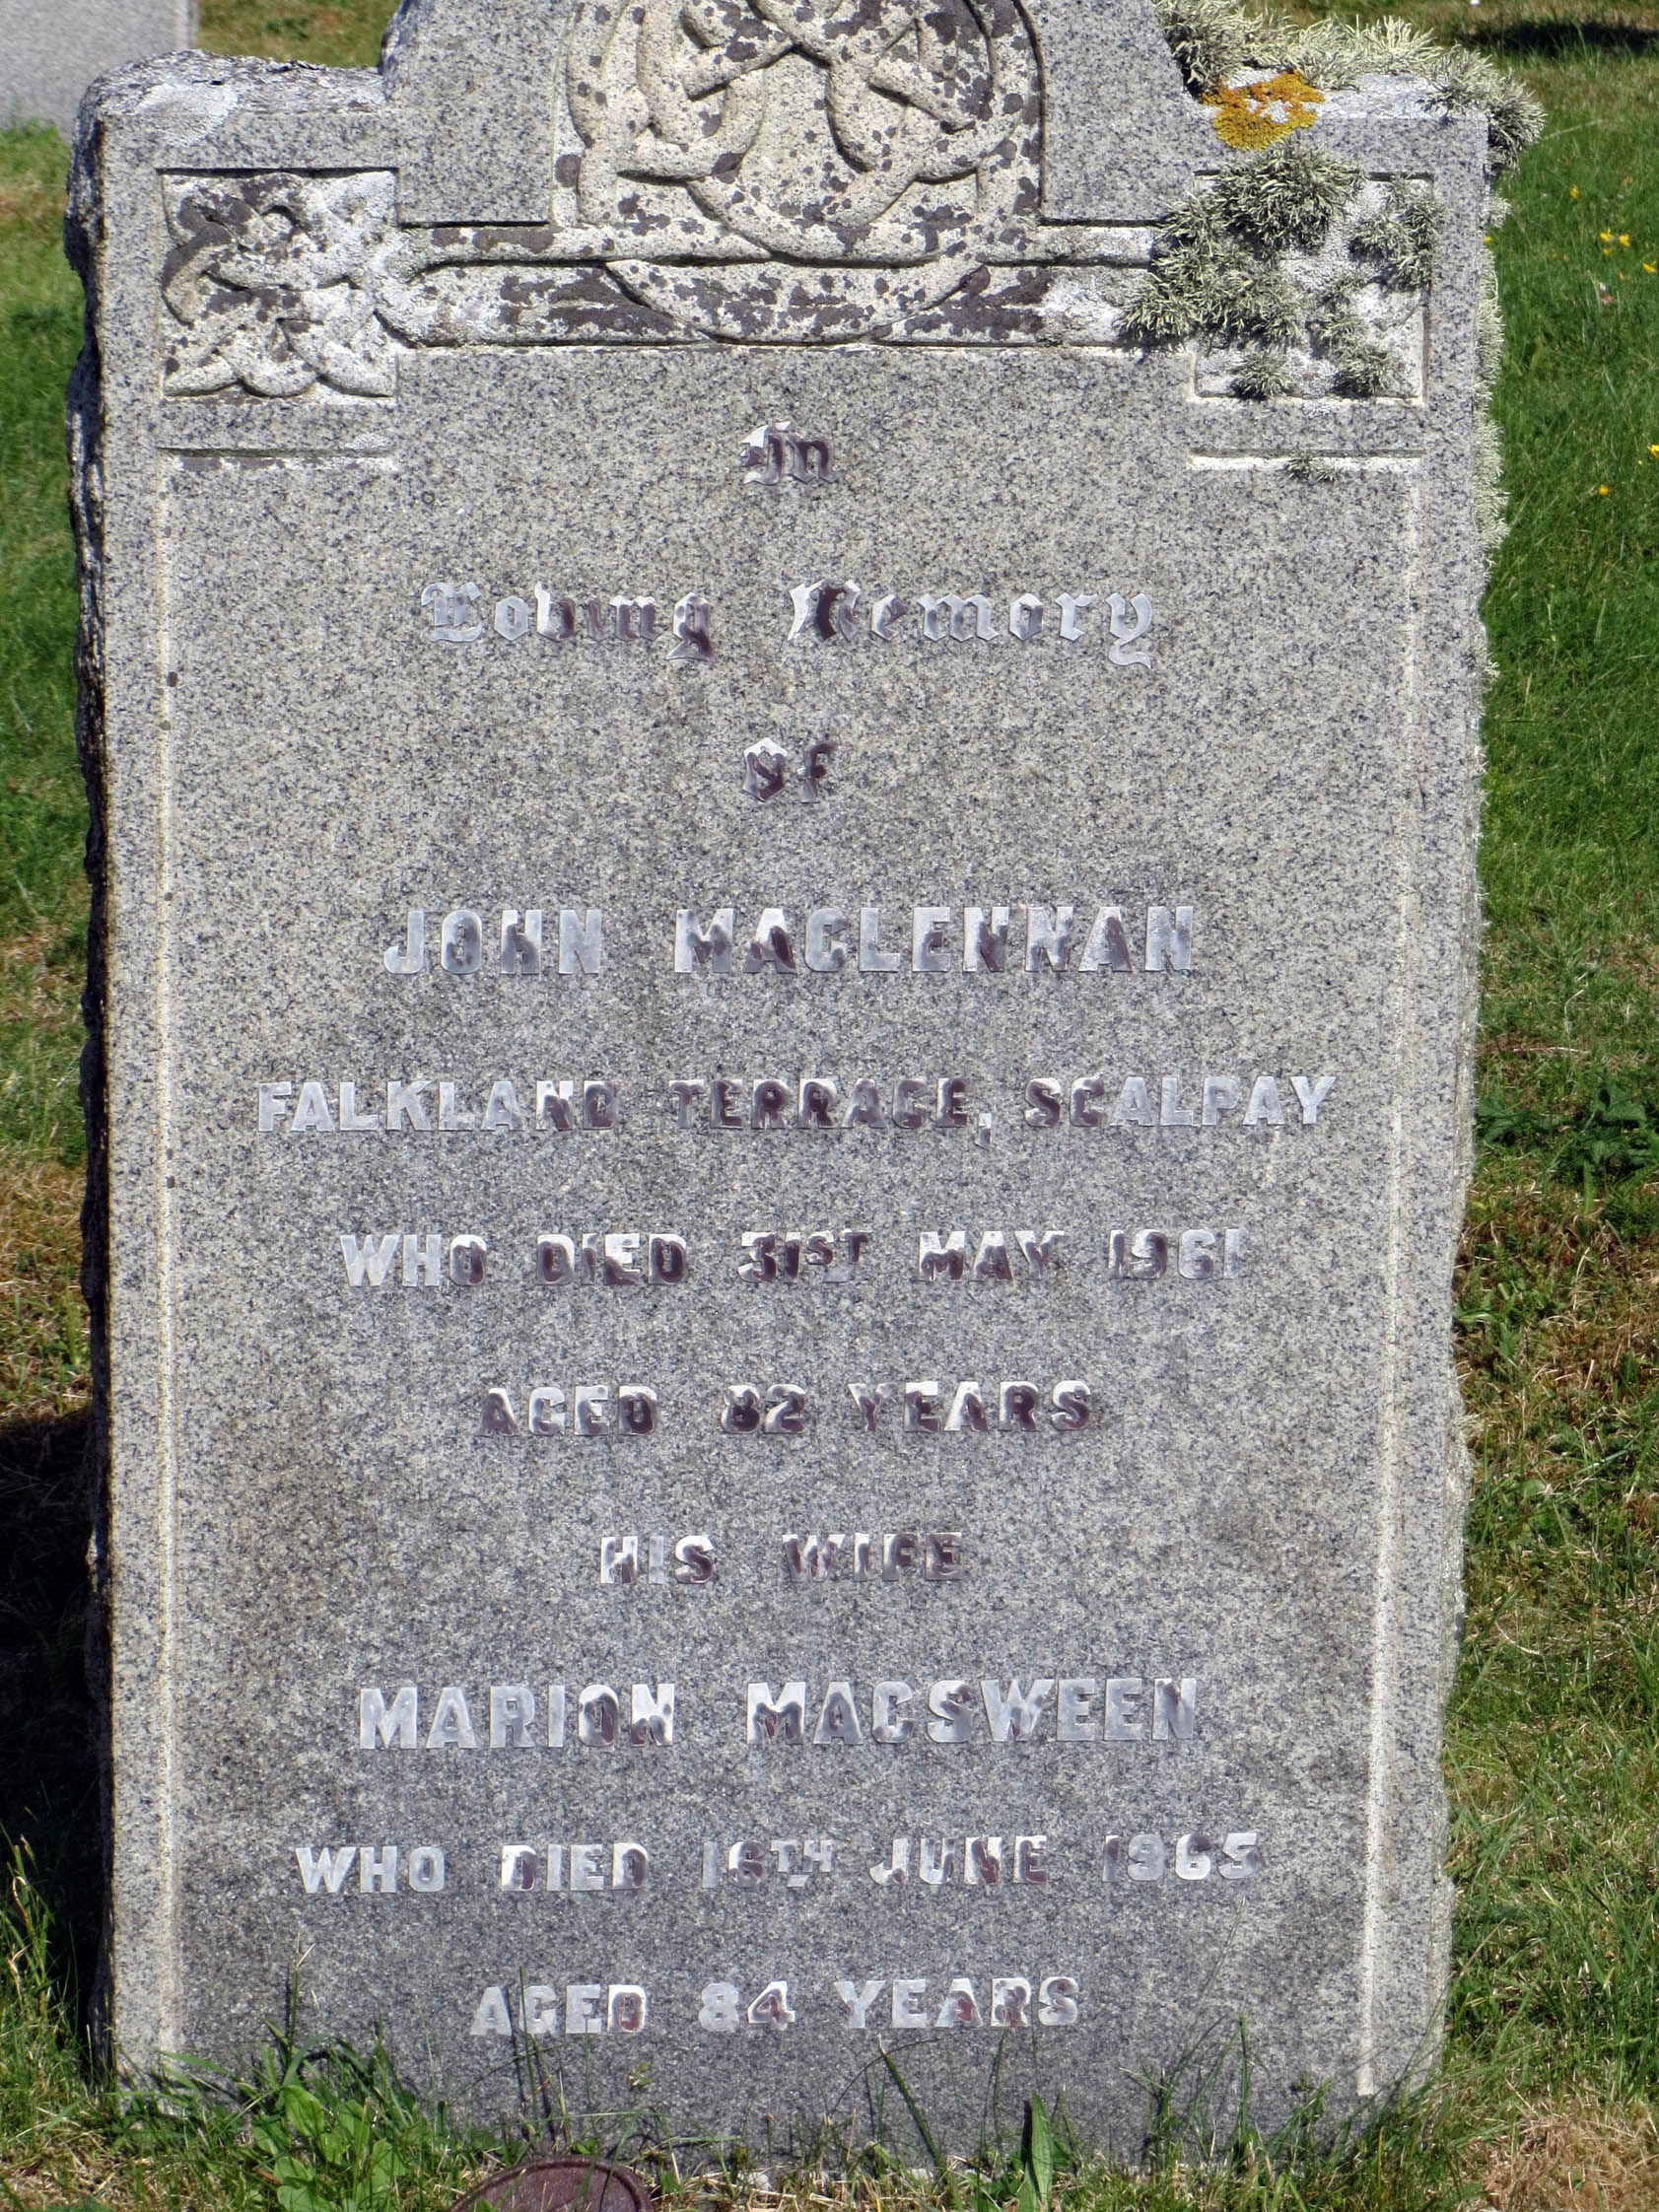 In
Loving Memory
Of
JOHN MACLENNAN
FALKLAND TERRACE, SCALPAY
WHO DIED 31ST MAY 1961
AGED 82 YEARS
HIS WIFE
MARION MACSWEEN
WHO DIED 16TH JUNE 1965
AGED 84 YEARS